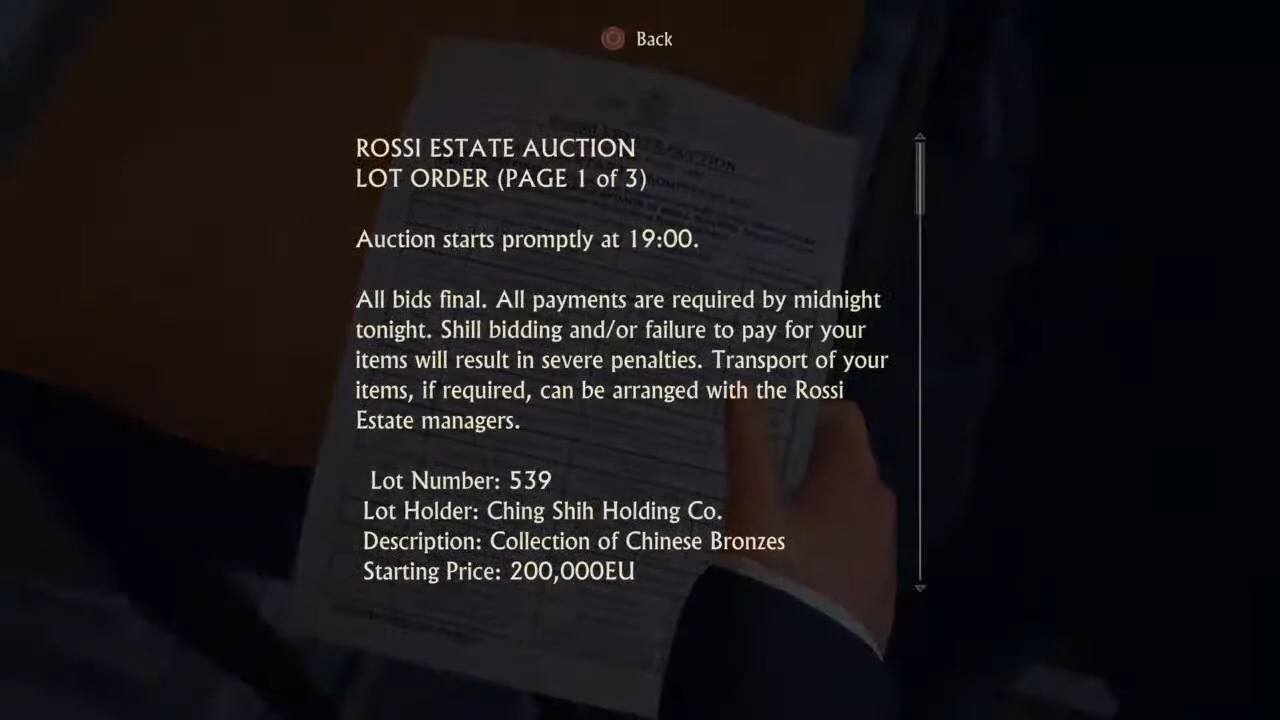 Back
ROSSI ESTATE AUCTION
LOT ORDER (PAGE 1 of 3)
Auction starts promptly at 19:00.
All bids final. All payments are required by midnight
tonight. Shill bidding and/or failure to pay for your
items will result in severe penalties. Transport of your
items, if required, can be arranged with the Rossi
Estate managers.
Lot Number: 539
Lot Holder: Ching Shih Holding Co.
Description: Collection of Chinese Bronzes
Starting Price: 200,000EU